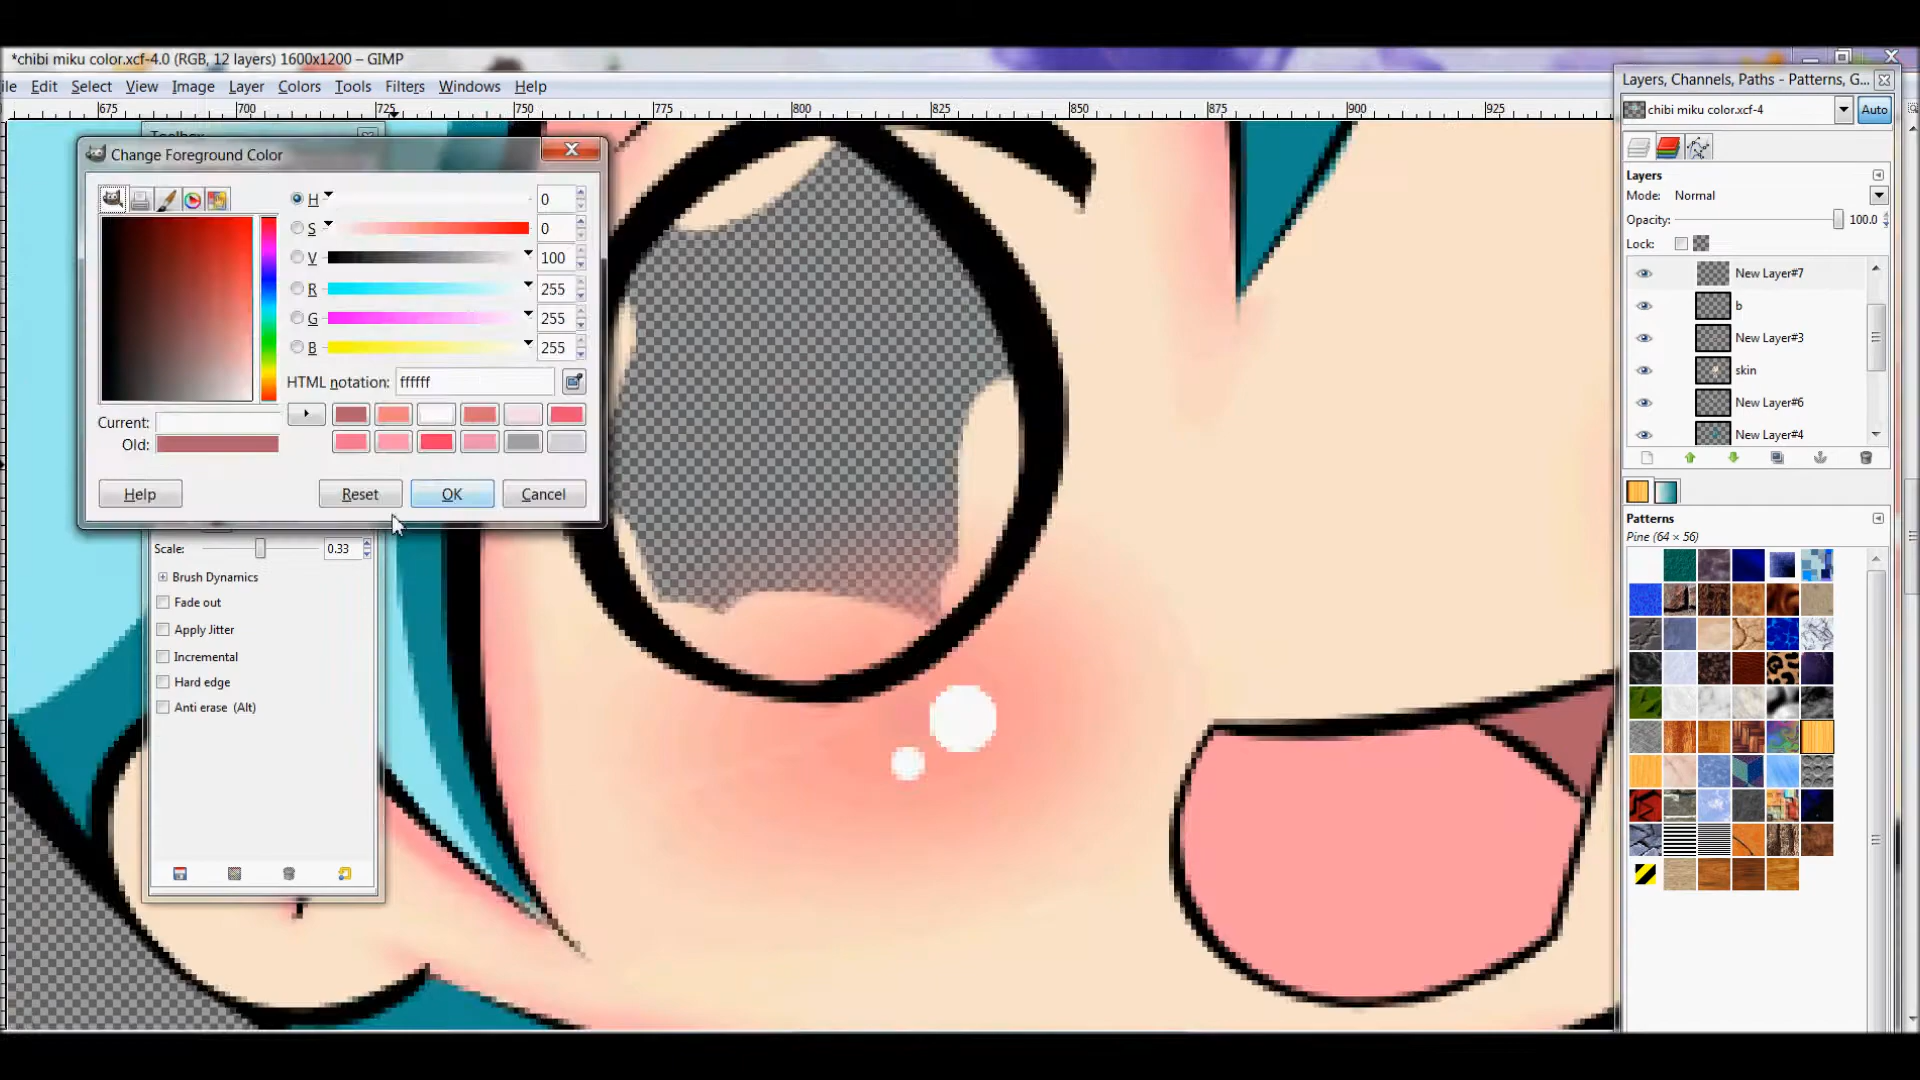 *chibi miku color.xcf-4.0 (RGB, 12 layers) 1600x1200 – GIMP
ile Edit Select View Image Layer Colors Tools Filters Windows Help
675 700 725 750 775 800 825 850 875 900 925
Change Foreground Color
H 0
S 0
V 100
R 255
G 255
B 255
HTML notation: ffffff
Current:
Old:
Help Reset OK Cancel
Scale: 0.33
Brush Dynamics
Fade out
Apply Jitter
Incremental
Hard edge
Anti erase (Alt)
Layers, Channels, Paths - Patterns, G...
chibi miku color.xcf-4 Auto
Layers
Mode: Normal
Opacity: 100.0
Lock:
New Layer#7
b
New Layer#3
skin
New Layer#6
New Layer#4
Patterns
Pine (64 × 56)